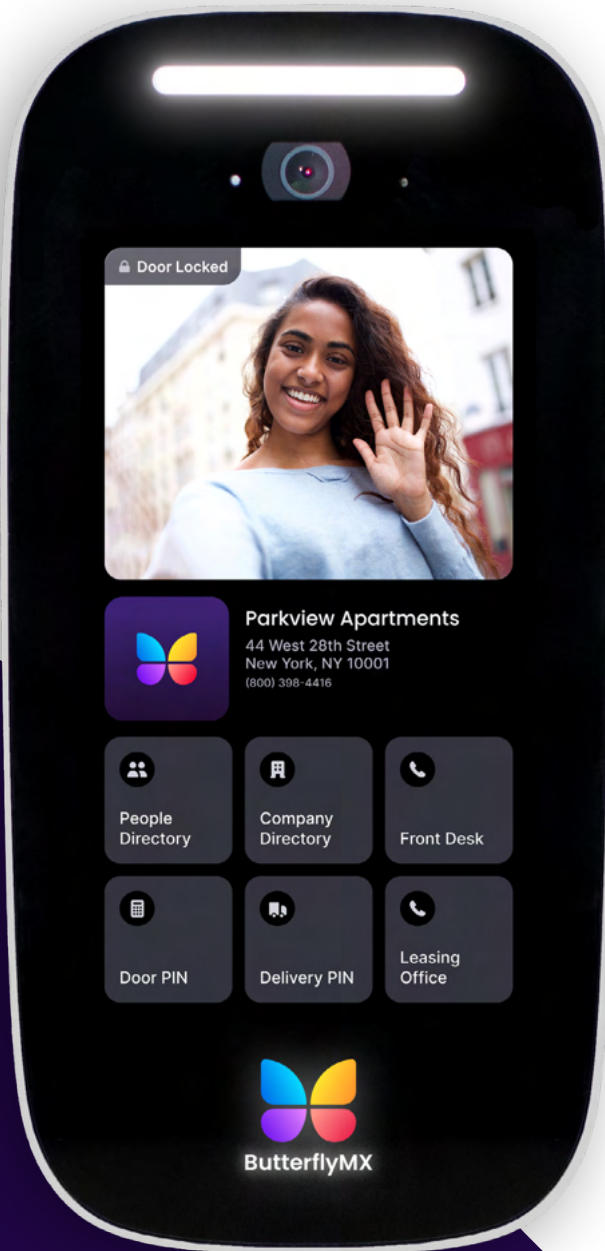 Door Locked
Parkview Apartments
44 West 28th Street
New York, NY 10001
(800) 398-4416
People
Directory
Company
Directory
Front Desk
Door PIN
Delivery PIN
Leasing
Office
ButterflyMX